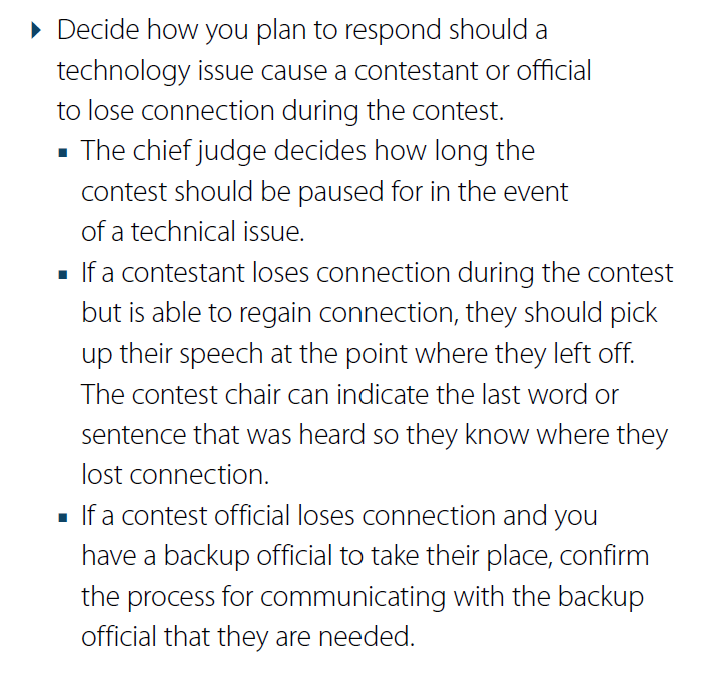 Decide how you plan to respond should a
technology issue cause a contestant or official
to lose connection during the contest.
The chief judge decides how long the
contest should be paused for in the event
of a technical issue.
If a contestant loses connection during the contest
but is able to regain connection, they should pick
up their speech at the point where they left off.
The contest chair can indicate the last word or
sentence that was heard so they know where they
lost connection.
If a contest official loses connection and you
have a backup official to take their place, confirm
the process for communicating with the backup
official that they are needed.